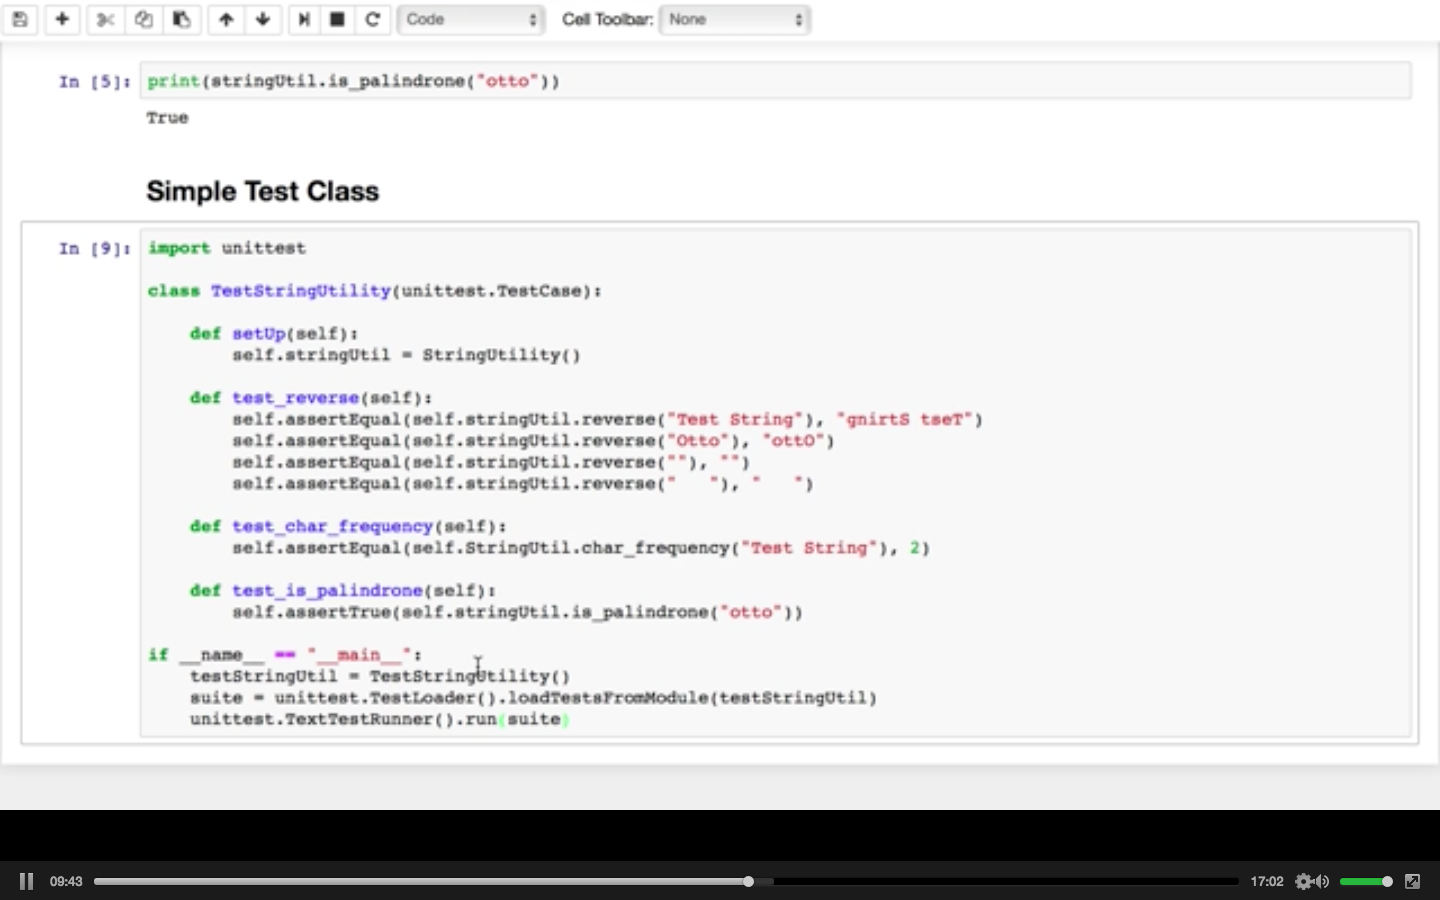 Code Cell Toolbar: None
In [5]: print(stringUtil.is_palindrone("otto"))
True
Simple Test Class
In [9]: import unittest
class TestStringUtility(unittest.TestCase):
def setUp(self):
self.stringUtil = StringUtility()
def test_reverse(self):
self.assertEqual(self.stringUtil.reverse("Test String"), "gnirtS tseT")
self.assertEqual(self.stringUtil.reverse("Otto"), "ottO")
self.assertEqual(self.stringUtil.reverse(""), "")
self.assertEqual(self.stringUtil.reverse("   "), "   ")
def test_char_frequency(self):
self.assertEqual(self.StringUtil.char_frequency("Test String"), 2)
def test_is_palindrone(self):
self.assertTrue(self.stringUtil.is_palindrone("otto"))
if __name__ == "__main__":
testStringUtil = TestStringUtility()
suite = unittest.TestLoader().loadTestsFromModule(testStringUtil)
unittest.TextTestRunner().run(suite)
09:43 17:02